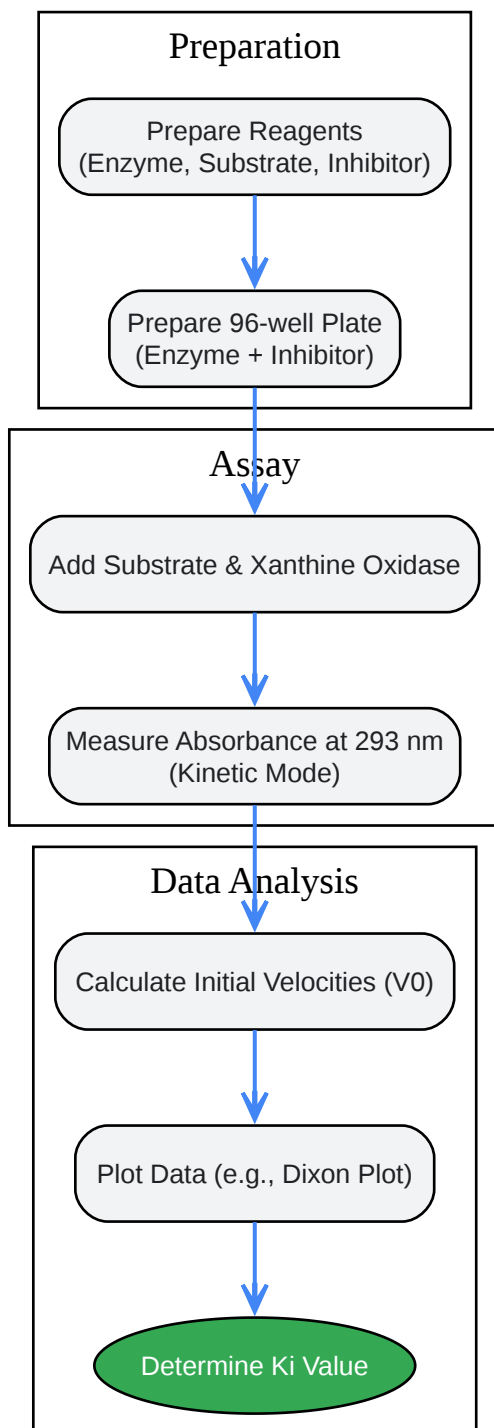 Preparation
Prepare Reagents
(Enzyme, Substrate, Inhibitor)
Prepare 96-well Plate
(Enzyme + Inhibitor)
Assay
Add Substrate & Xanthine Oxidase
Measure Absorbance at 293 nm
(Kinetic Mode)
Data Analysis
Calculate Initial Velocities (V0)
Plot Data (e.g., Dixon Plot)
Determine Ki Value